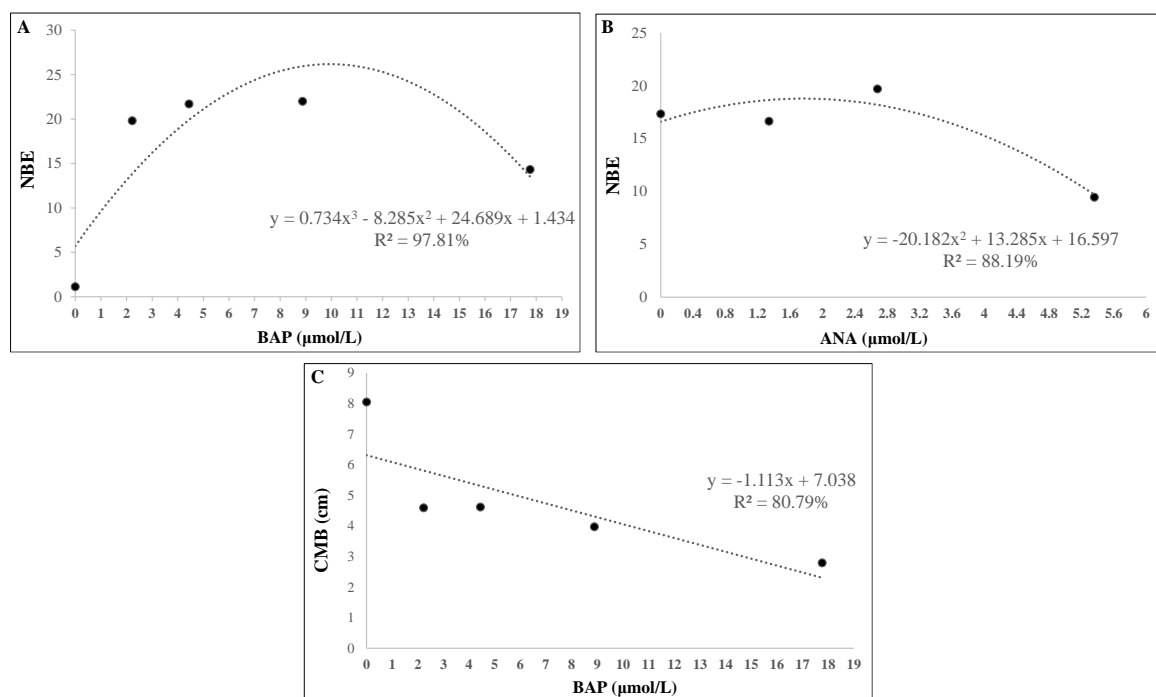 A
30
25
20
15
10
5
0
NBE
y = 0.734x³ - 8.285x² + 24.689x + 1.434
R² = 97.81%
0 1 2 3 4 5 6 7 8 9 10 11 12 13 14 15 16 17 18 19
BAP (µmol/L)
B
25
20
15
10
5
0
NBE
y = -20.182x² + 13.285x + 16.597
R² = 88.19%
0 0.4 0.8 1.2 1.6 2 2.4 2.8 3.2 3.6 4 4.4 4.8 5.2 5.6 6
ANA (µmol/L)
C
9
8
7
6
5
4
3
2
1
0
CMB (cm)
y = -1.113x + 7.038
R² = 80.79%
0 1 2 3 4 5 6 7 8 9 10 11 12 13 14 15 16 17 18 19
BAP (µmol/L)